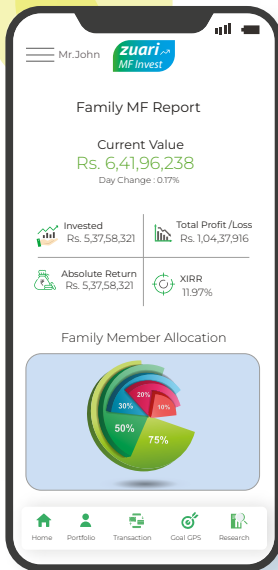 Mr.John
zuari
MF Invest
Family MF Report
Current Value
Rs. 6,41,96,238
Day Change : 0.17%
Invested
Rs. 5,37,58,321
Total Profit /Loss
Rs. 1,04,37,916
Absolute Return
Rs. 5,37,58,321
XIRR
11.97%
Family Member Allocation
20%
30%
10%
50%
75%
Home Portfolio Transaction Goal GPS Research